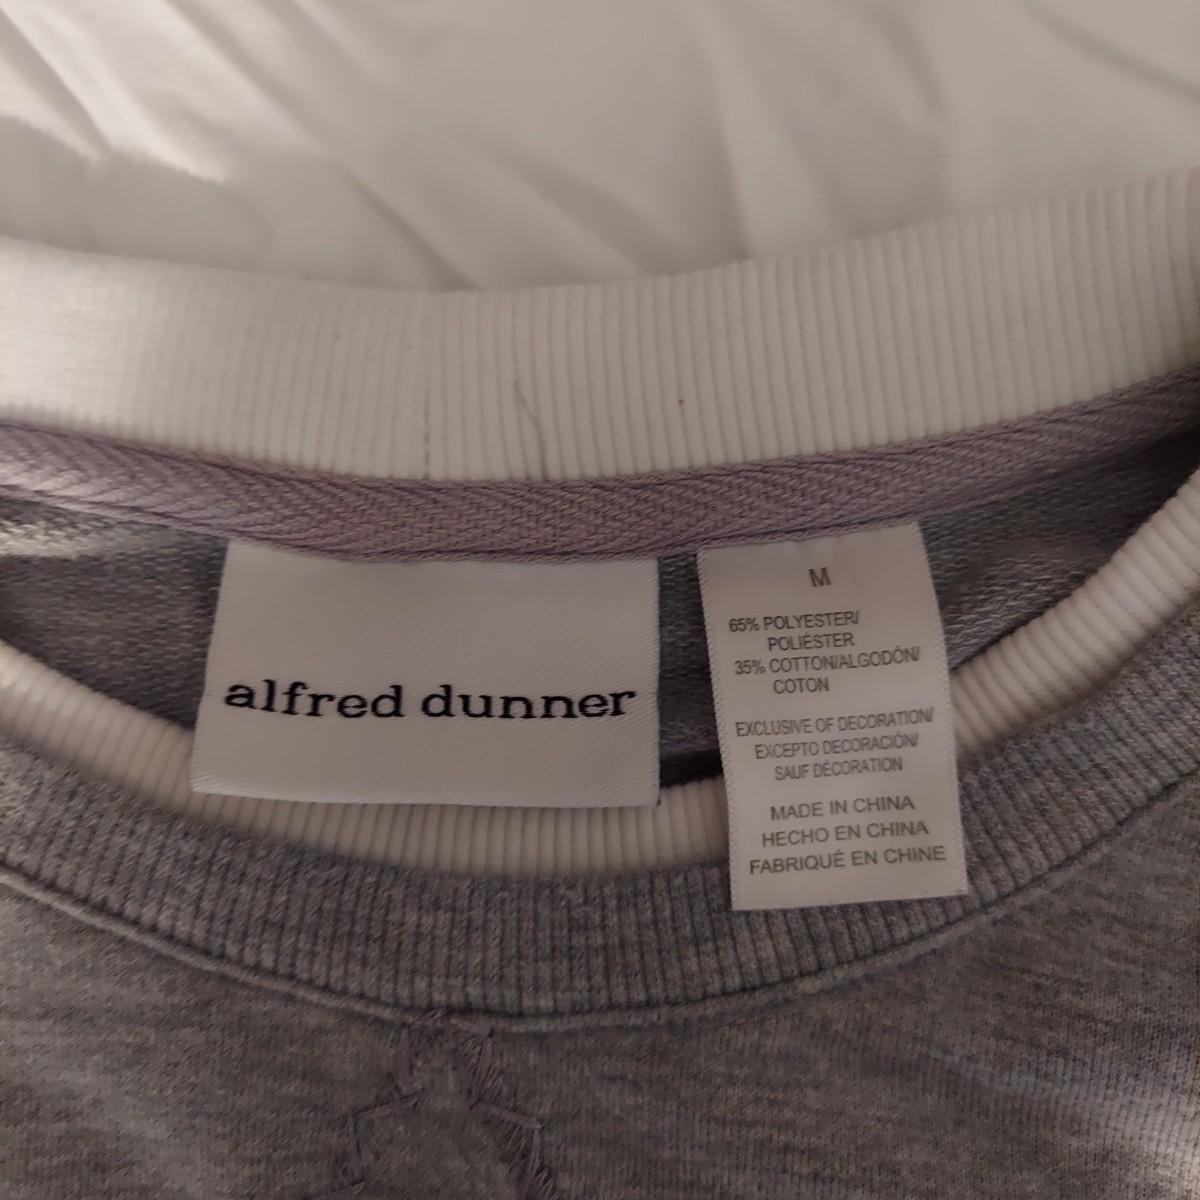 alfred dunner
M
65% POLYESTER/
POLIÉSTER
35% COTTON/ALGODÓN/
COTON
EXCLUSIVE OF DECORATION/
EXCEPTO DECORACIÓN/
SAUF DÉCORATION
MADE IN CHINA
HECHO EN CHINA
FABRIQUÉ EN CHINE